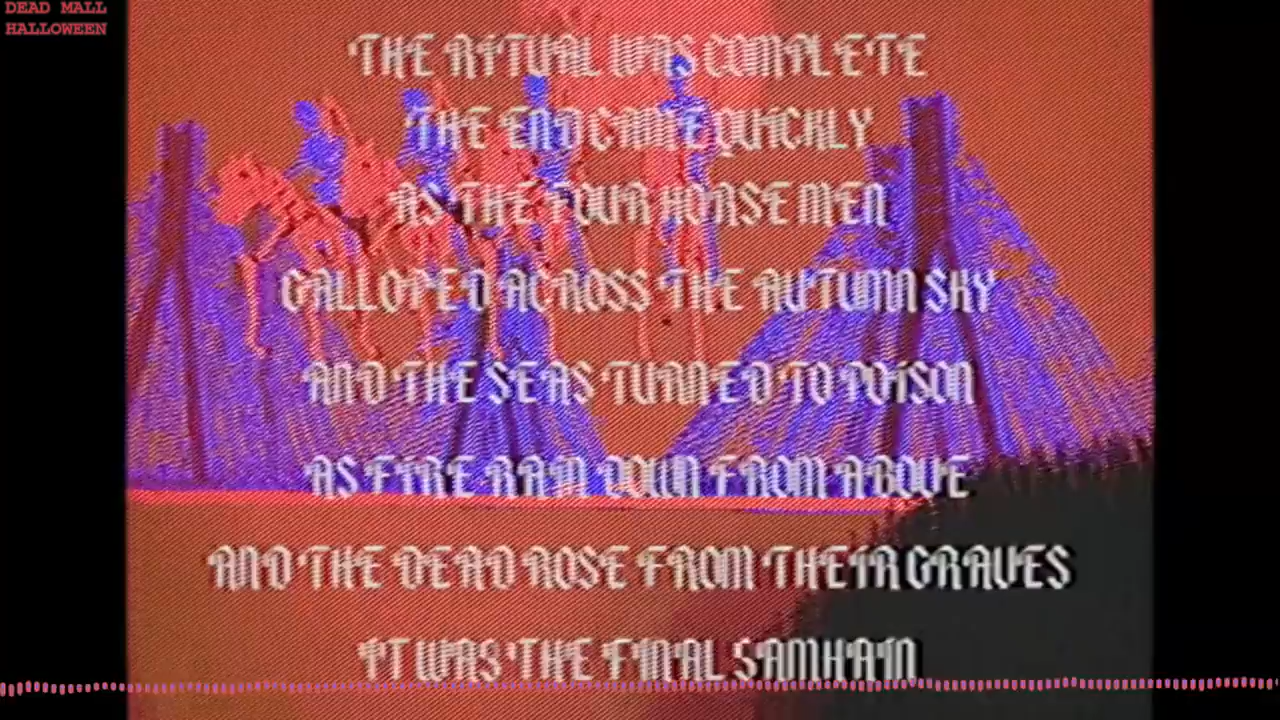 DEAD MALL
HALLOWEEN
THE RITUAL WAS COMPLETE
THE END CAME QUICKLY
AS THE FOUR HORSEMEN
GALLOPED ACROSS THE AUTUMN SKY
AND THE SEAS TURNED TO POISON
AS FIRE RAIN DOWN FROM ABOVE
AND THE DEAD ROSE FROM THEIR GRAVES
IT WAS THE FINAL SAMHAIN